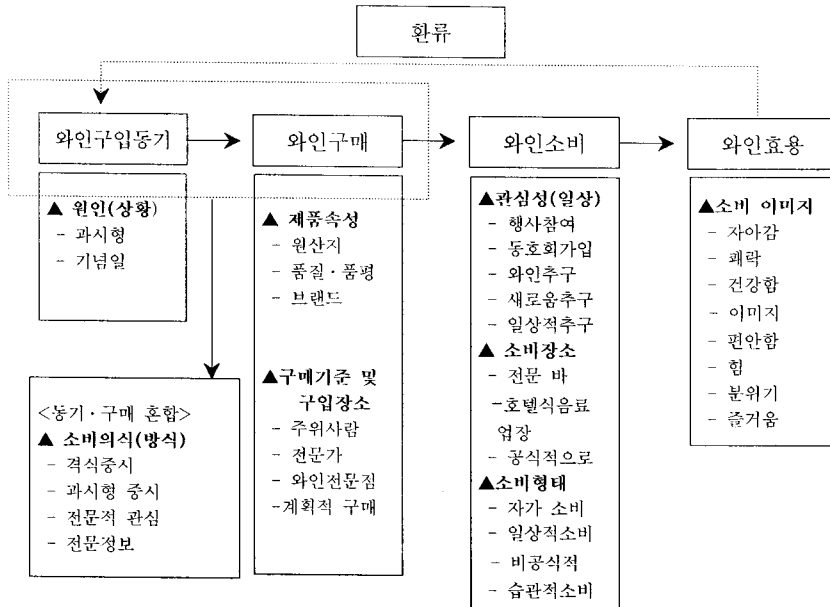 환류
와인구입동기
▲ 원인(상황)
- 과시형
- 기념일
<동기·구매 혼합>
▲ 소비의식(방식)
- 격식중시
- 과시형 중시
- 전문적 관심
- 전문정보
와인구매
▲ 제품속성
- 원산지
- 품질·품평
- 브랜드
▲구매기준 및
구입장소
- 주위사람
- 전문가
- 와인전문점
-계획적 구매
와인소비
▲관심성(일상)
- 행사참여
- 동호회가입
- 와인추구
- 새로움추구
- 일상적추구
▲ 소비장소
- 전문 바
-호텔식음료
업장
- 공식적으로
▲소비형태
- 자가 소비
- 일상적소비
- 비공식적
- 습관적소비
와인효용
▲소비 이미지
- 자아감
- 쾌락
- 건강함
- 이미지
- 편안함
- 힘
- 분위기
- 즐거움